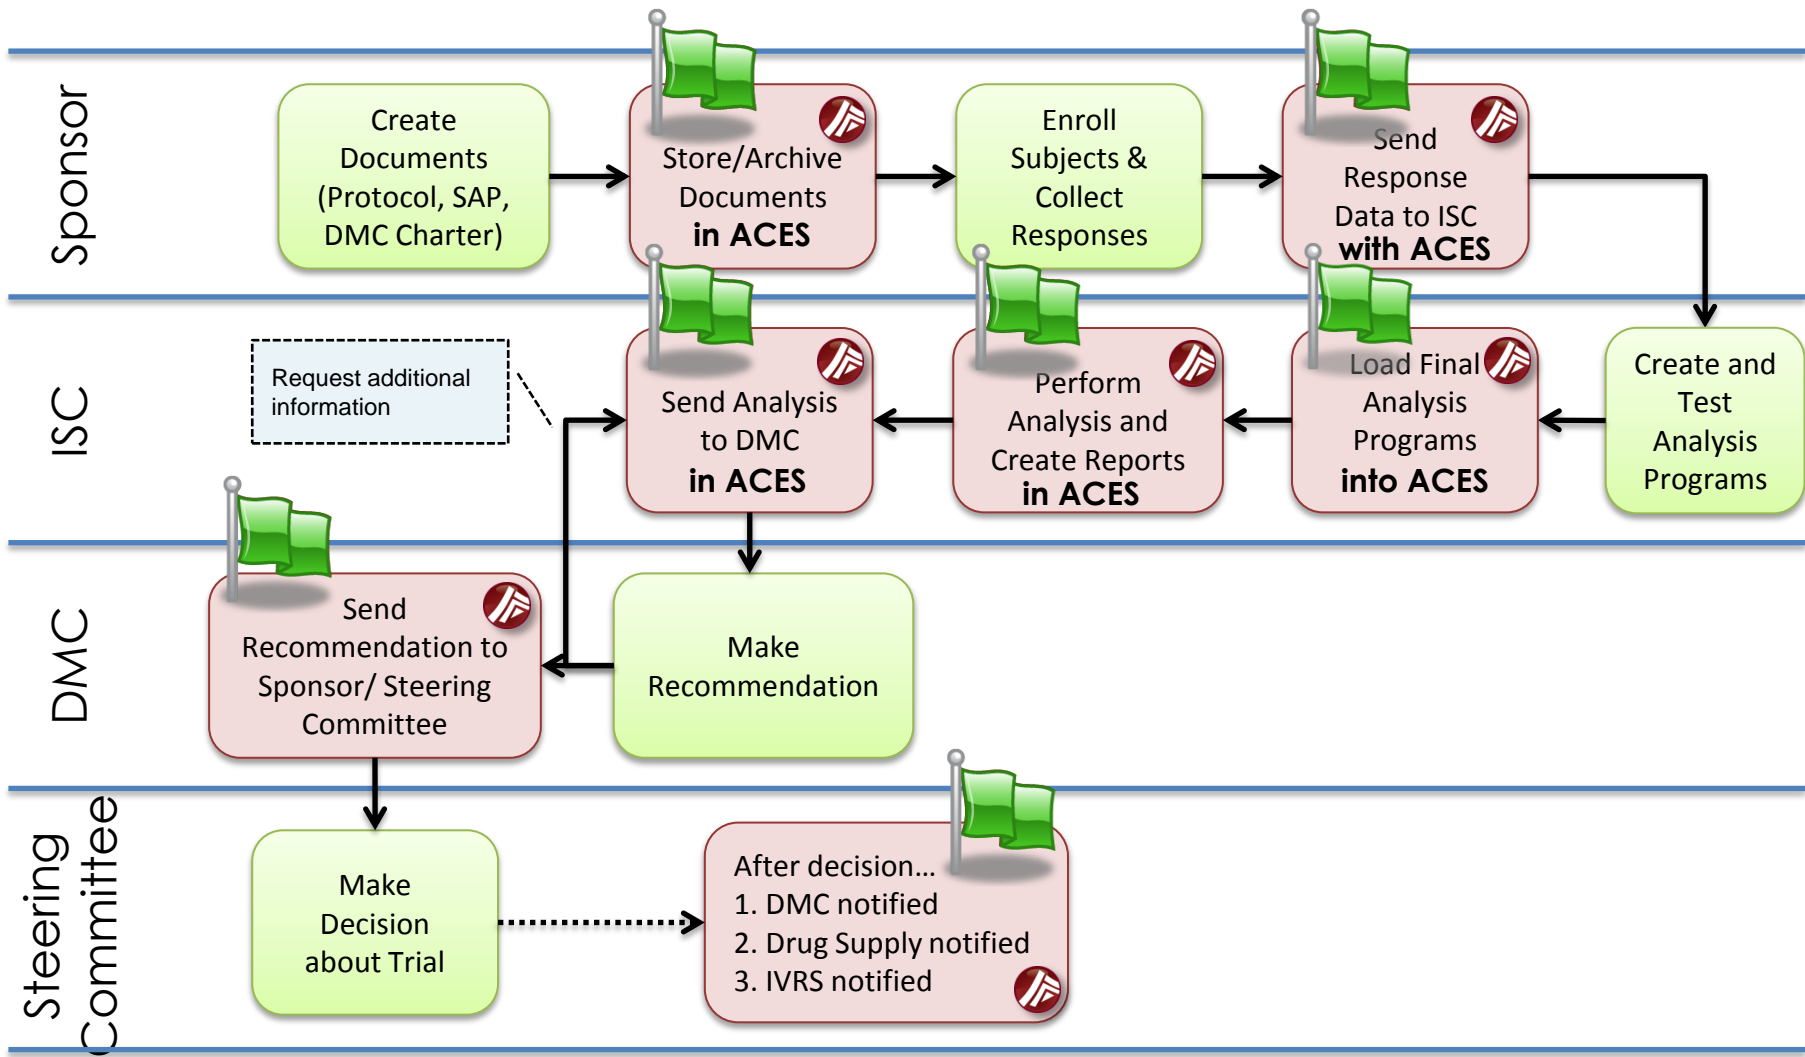 Sponsor
Create
Documents
(Protocol, SAP,
DMC Charter)
Store/Archive
Documents
in ACES
Enroll
Subjects &
Collect
Responses
Send
Response
Data to ISC
with ACES
ISC
Request additional
information
Send Analysis
to DMC
in ACES
Perform
Analysis and
Create Reports
in ACES
Load Final
Analysis
Programs
into ACES
Create and
Test
Analysis
Programs
DMC
Send
Recommendation to
Sponsor/ Steering
Committee
Make
Recommendation
Steering
Committee
Make
Decision
about Trial
After decision...
1. DMC notified
2. Drug Supply notified
3. IVRS notified